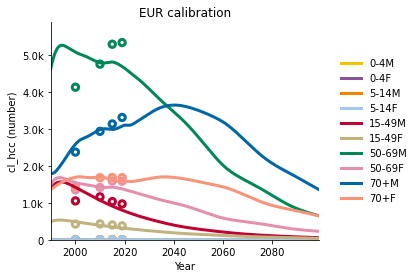 EUR calibration
cl_hcc (number)
5.0k
4.0k
3.0k
2.0k
1.0k
0
2000
2020
2040
2060
2080
Year
0-4M
0-4F
5-14M
5-14F
15-49M
15-49F
50-69M
50-69F
70+M
70+F